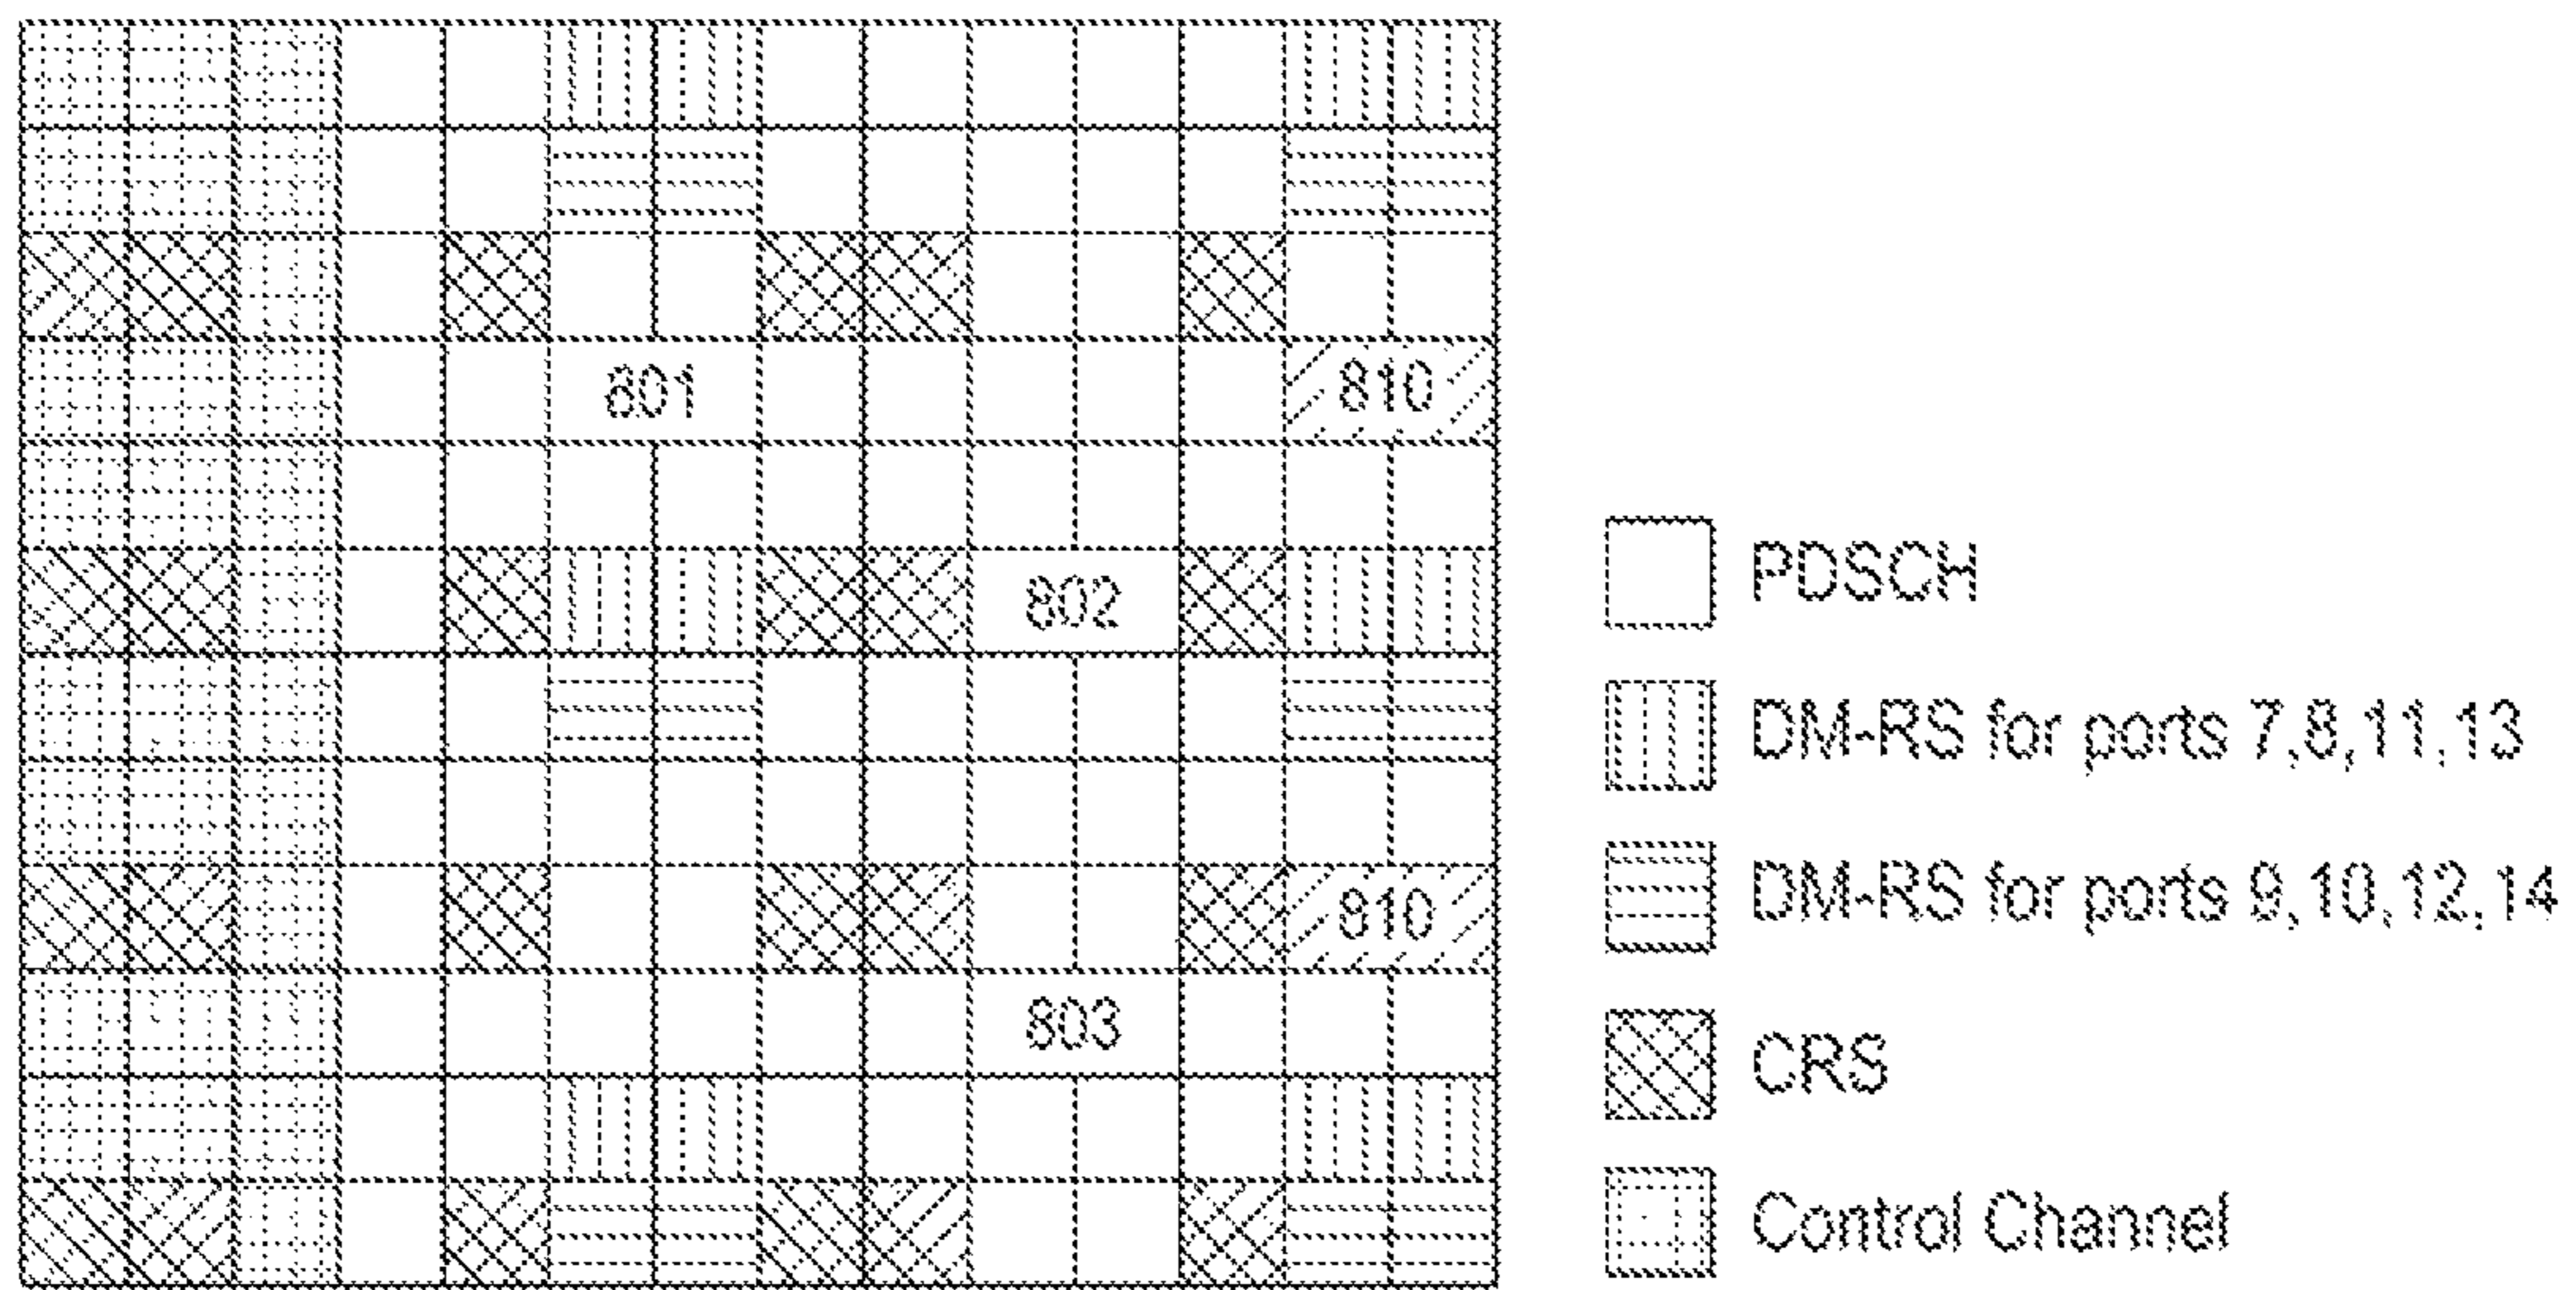 801
810
802
810
803
PDSCH
DM-RS for ports 7,8,11,13
DM-RS for ports 9,10,12,14
CRS
Control Channel